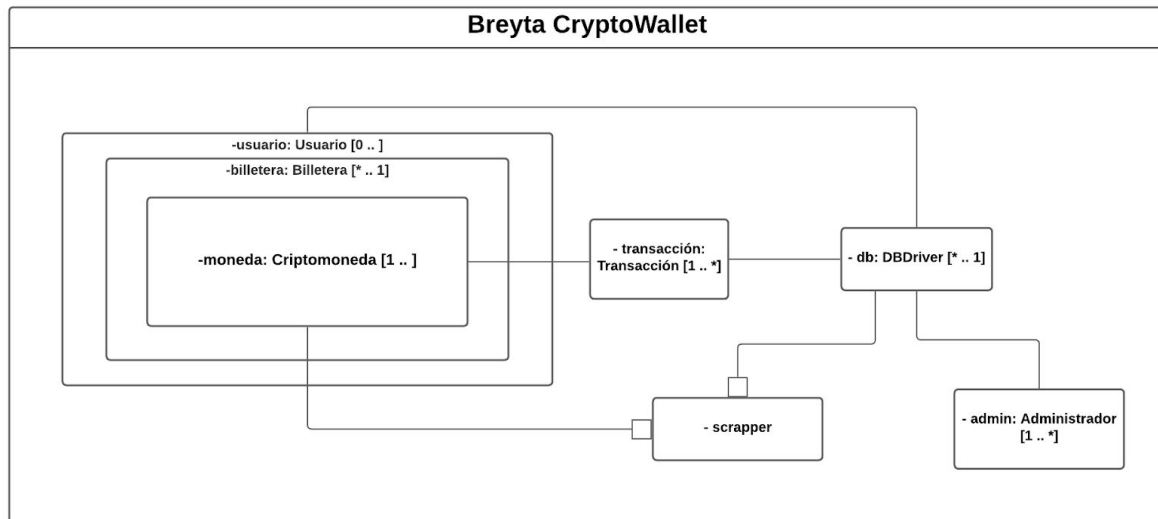 Breyta CryptoWallet
-usuario: Usuario [0 .. ]
-billetera: Billetera [* .. 1]
-moneda: Criptomoneda [1 .. ]
- transacción:
Transacción [1 .. *]
- db: DBDriver [* .. 1]
- scrapper
- admin: Administrador
[1 .. *]